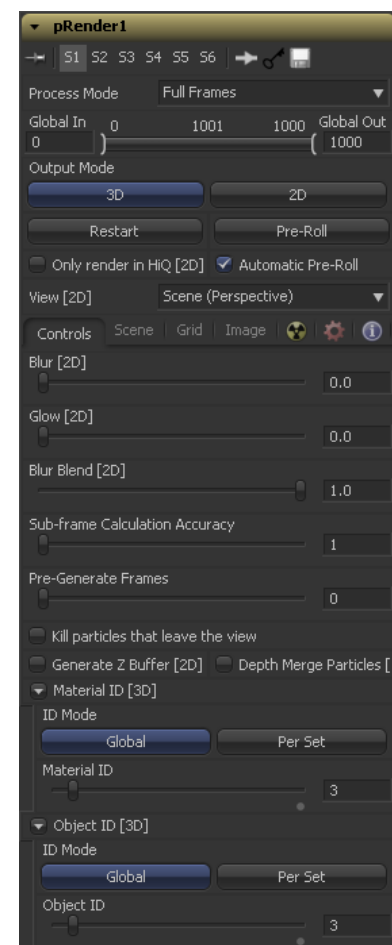 pRender1
S1 S2 S3 S4 S5 S6
Process Mode Full Frames
Global In 0 1001 1000 Global Out
0 1000
Output Mode
3D 2D
Restart Pre-Roll
Only render in HiQ [2D] Automatic Pre-Roll
View [2D] Scene (Perspective)
Controls Scene Grid Image
Blur [2D]
0.0
Glow [2D]
0.0
Blur Blend [2D]
1.0
Sub-frame Calculation Accuracy
1
Pre-Generate Frames
0
Kill particles that leave the view
Generate Z Buffer [2D] Depth Merge Particles [
Material ID [3D]
ID Mode
Global Per Set
Material ID
3
Object ID [3D]
ID Mode
Global Per Set
Object ID
3